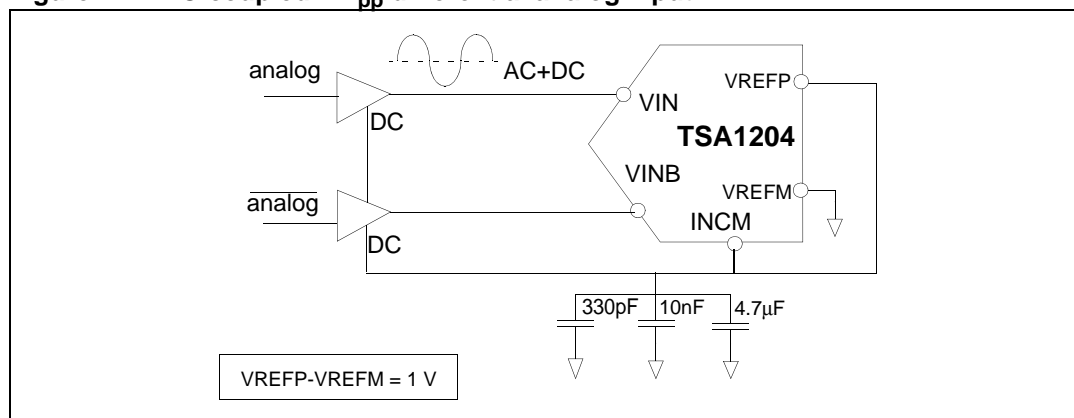 analog
AC+DC
DC
VIN
VREFP
TSA1204
VINB
VREFM
analog
DC
INCM
330pF
10nF
4.7µF
VREFP-VREFM = 1 V